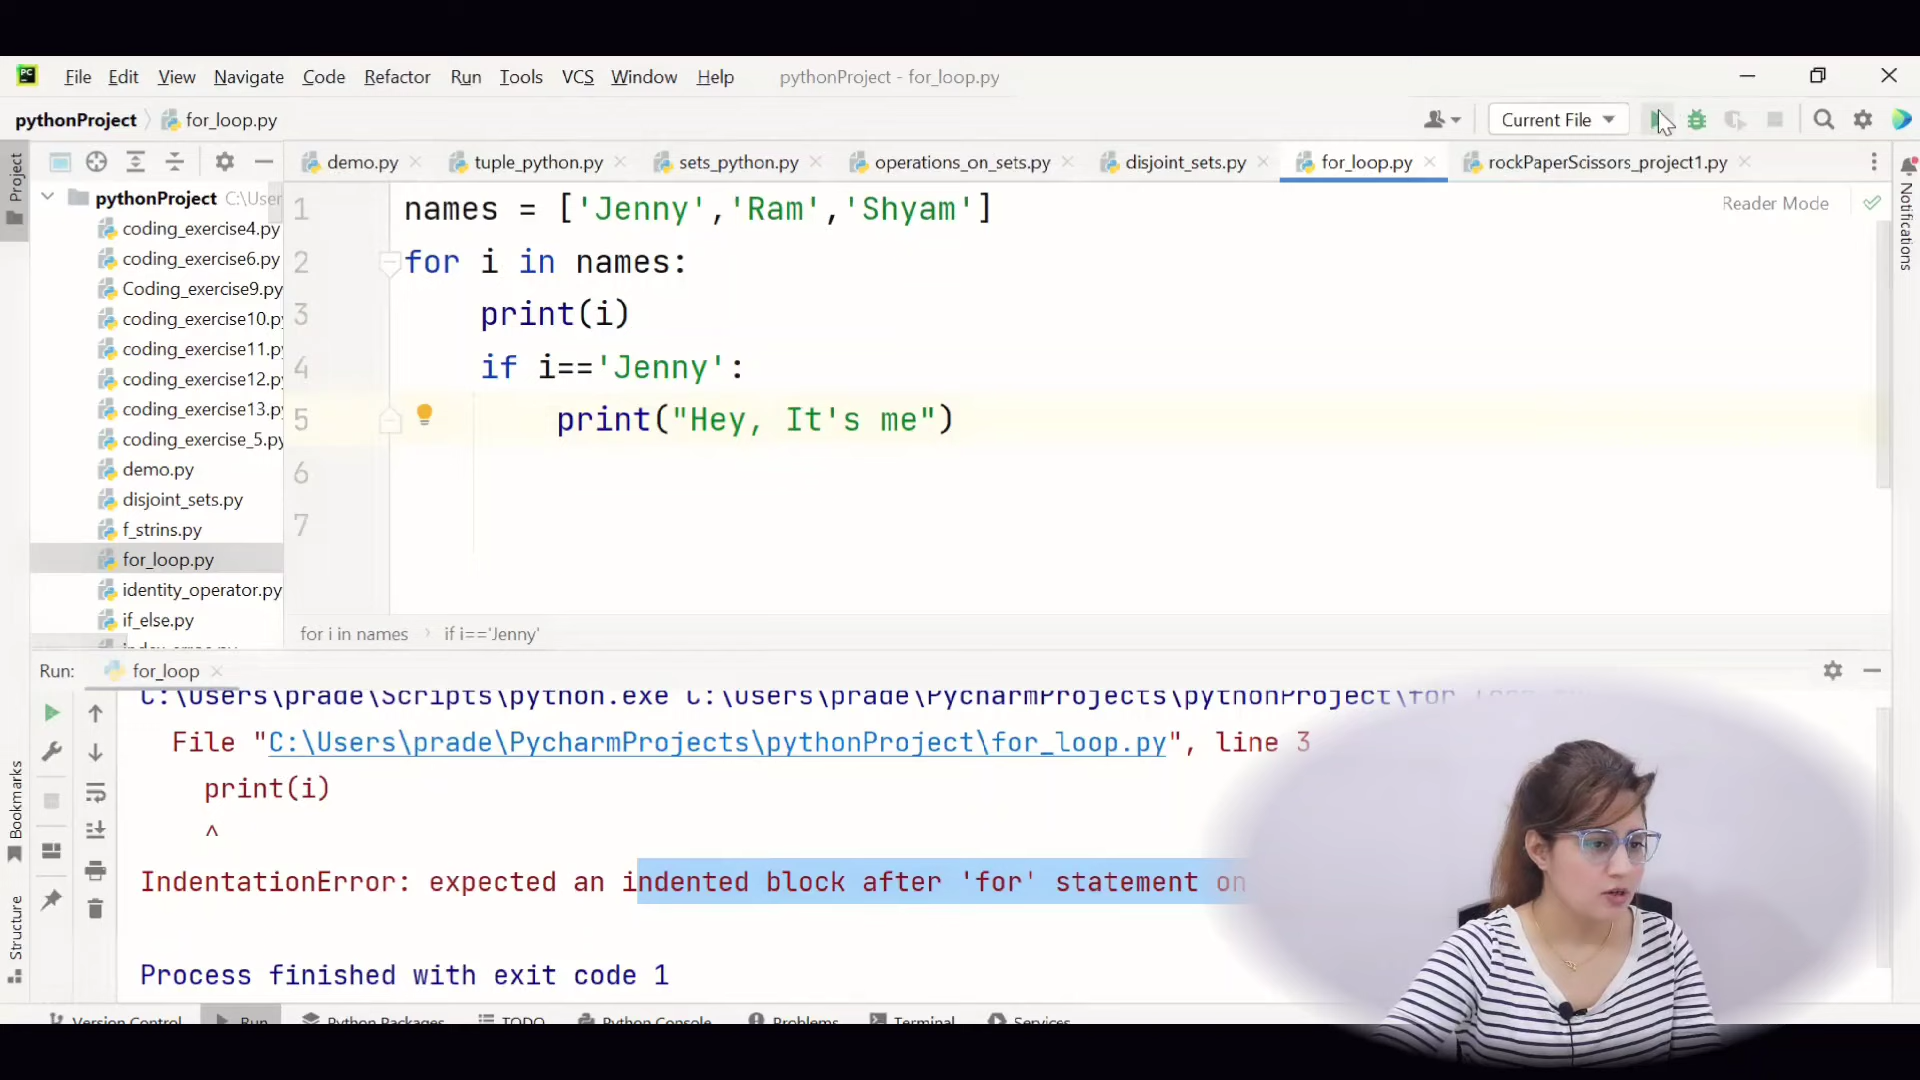 PC File Edit View Navigate Code Refactor Run Tools VCS Window Help pythonProject - for_loop.py
pythonProject for_loop.py Current File
Project
demo.py tuple_python.py sets_python.py operations_on_sets.py disjoint_sets.py for_loop.py rockPaperScissors_project1.py
pythonProject C:\User
coding_exercise4.py
coding_exercise6.py
Coding_exercise9.py
coding_exercise10.py
coding_exercise11.py
coding_exercise12.py
coding_exercise13.py
coding_exercise_5.py
demo.py
disjoint_sets.py
f_strins.py
for_loop.py
identity_operator.py
if_else.py
1 names = ['Jenny','Ram','Shyam']
2 for i in names:
3 print(i)
4 if i=='Jenny':
5 print("Hey, It's me")
6
7
Reader Mode
Notifications
for i in names if i=='Jenny'
Run: for_loop
C:\Users\prade\Scripts\python.exe C:\Users\prade\PycharmProjects\pythonProject\for
File "C:\Users\prade\PycharmProjects\pythonProject\for_loop.py", line 3
print(i)
^
IndentationError: expected an indented block after 'for' statement on
Process finished with exit code 1
Bookmarks
Structure
Version Control Run Python Packages TODO Python Console Problems Terminal Services